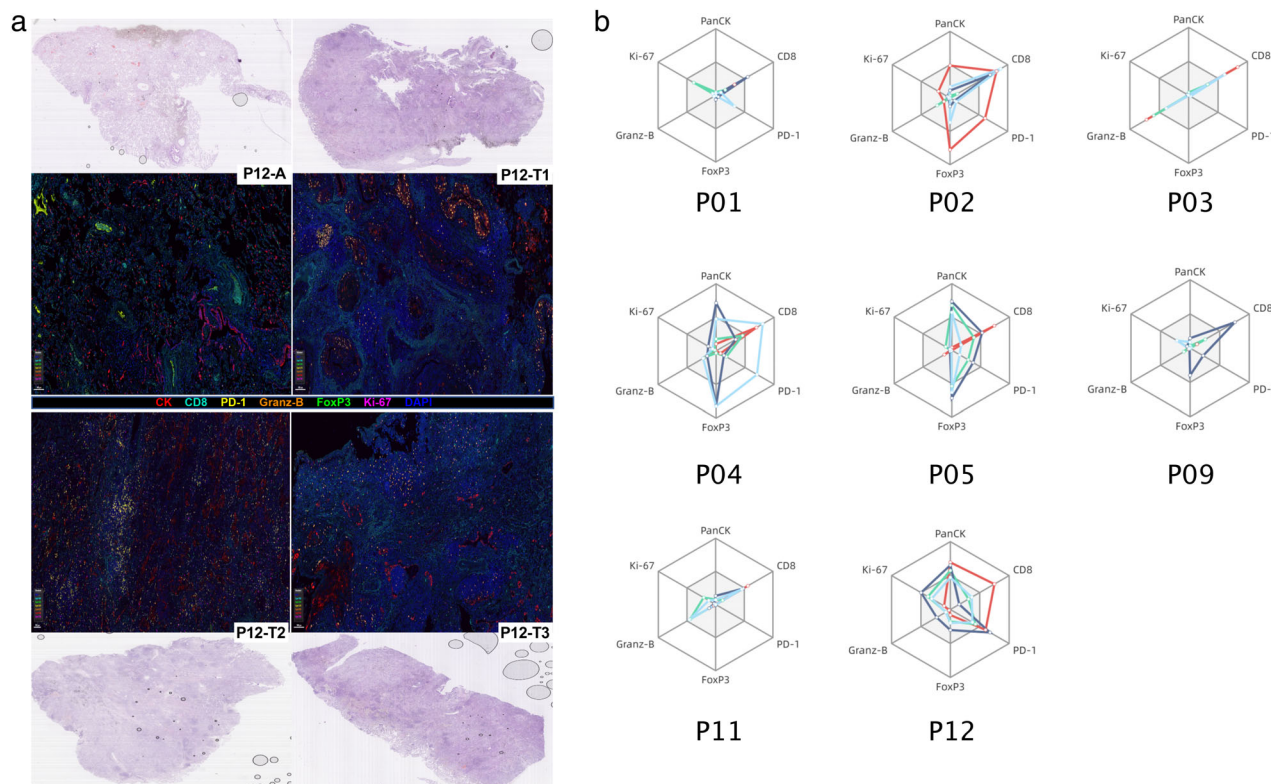 a
P12-A
P12-T1
CK CD8 PD-1 Granz-B FoxP3 Ki-67 DAPI
P12-T2
P12-T3
b
PanCK
Ki-67
CD8
Granz-B
PD-1
FoxP3
P01
PanCK
Ki-67
CD8
Granz-B
PD-1
FoxP3
P02
PanCK
Ki-67
CD8
Granz-B
PD-1
FoxP3
P03
PanCK
Ki-67
CD8
Granz-B
PD-1
FoxP3
P04
PanCK
Ki-67
CD8
Granz-B
PD-1
FoxP3
P05
PanCK
Ki-67
CD8
Granz-B
PD-1
FoxP3
P09
PanCK
Ki-67
CD8
Granz-B
PD-1
FoxP3
P11
PanCK
Ki-67
CD8
Granz-B
PD-1
FoxP3
P12